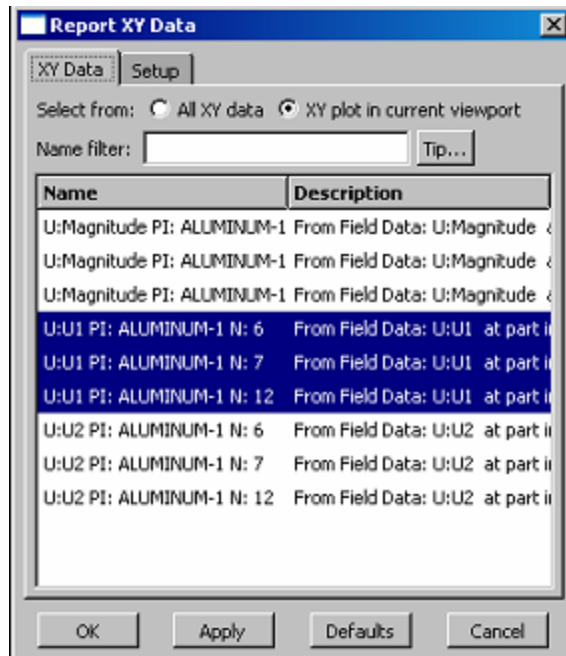 Report XY Data
XY Data Setup
Select from: All XY data XY plot in current viewport
Name filter: Tip...
Name Description
U:Magnitude PI: ALUMINUM-1 From Field Data: U:Magnitude
U:Magnitude PI: ALUMINUM-1 From Field Data: U:Magnitude
U:Magnitude PI: ALUMINUM-1 From Field Data: U:Magnitude
U:U1 PI: ALUMINUM-1 N: 6 From Field Data: U:U1 at part
U:U1 PI: ALUMINUM-1 N: 7 From Field Data: U:U1 at part
U:U1 PI: ALUMINUM-1 N: 12 From Field Data: U:U1 at part
U:U2 PI: ALUMINUM-1 N: 6 From Field Data: U:U2 at part
U:U2 PI: ALUMINUM-1 N: 7 From Field Data: U:U2 at part
U:U2 PI: ALUMINUM-1 N: 12 From Field Data: U:U2 at part
OK Apply Defaults Cancel